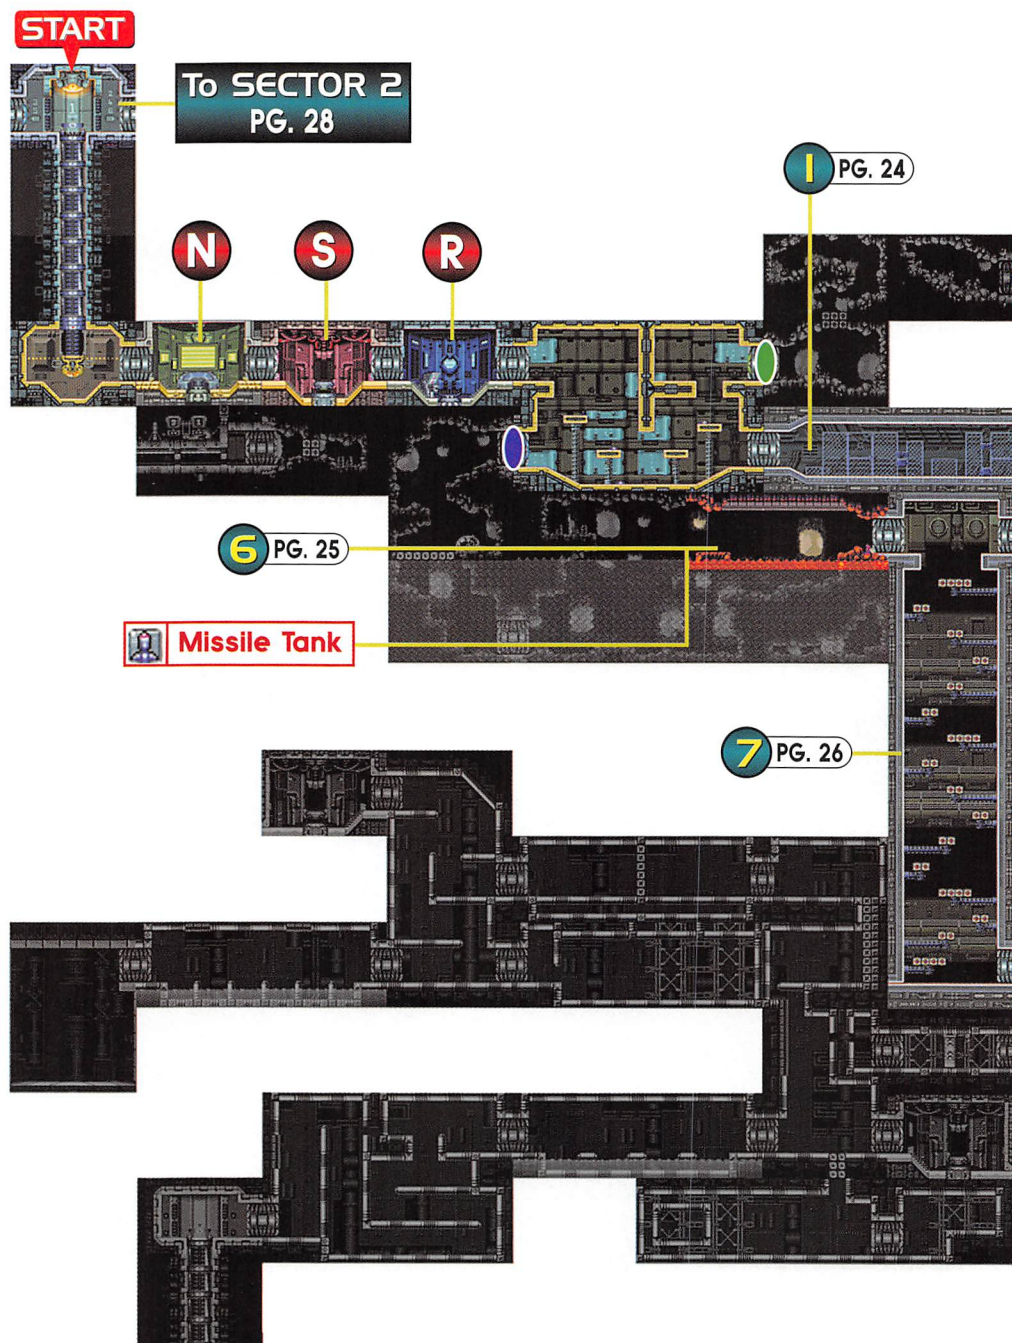 START
To SECTOR 2
PG. 28
1 PG. 24
N
S
R
6 PG. 25
Missile Tank
7 PG. 26